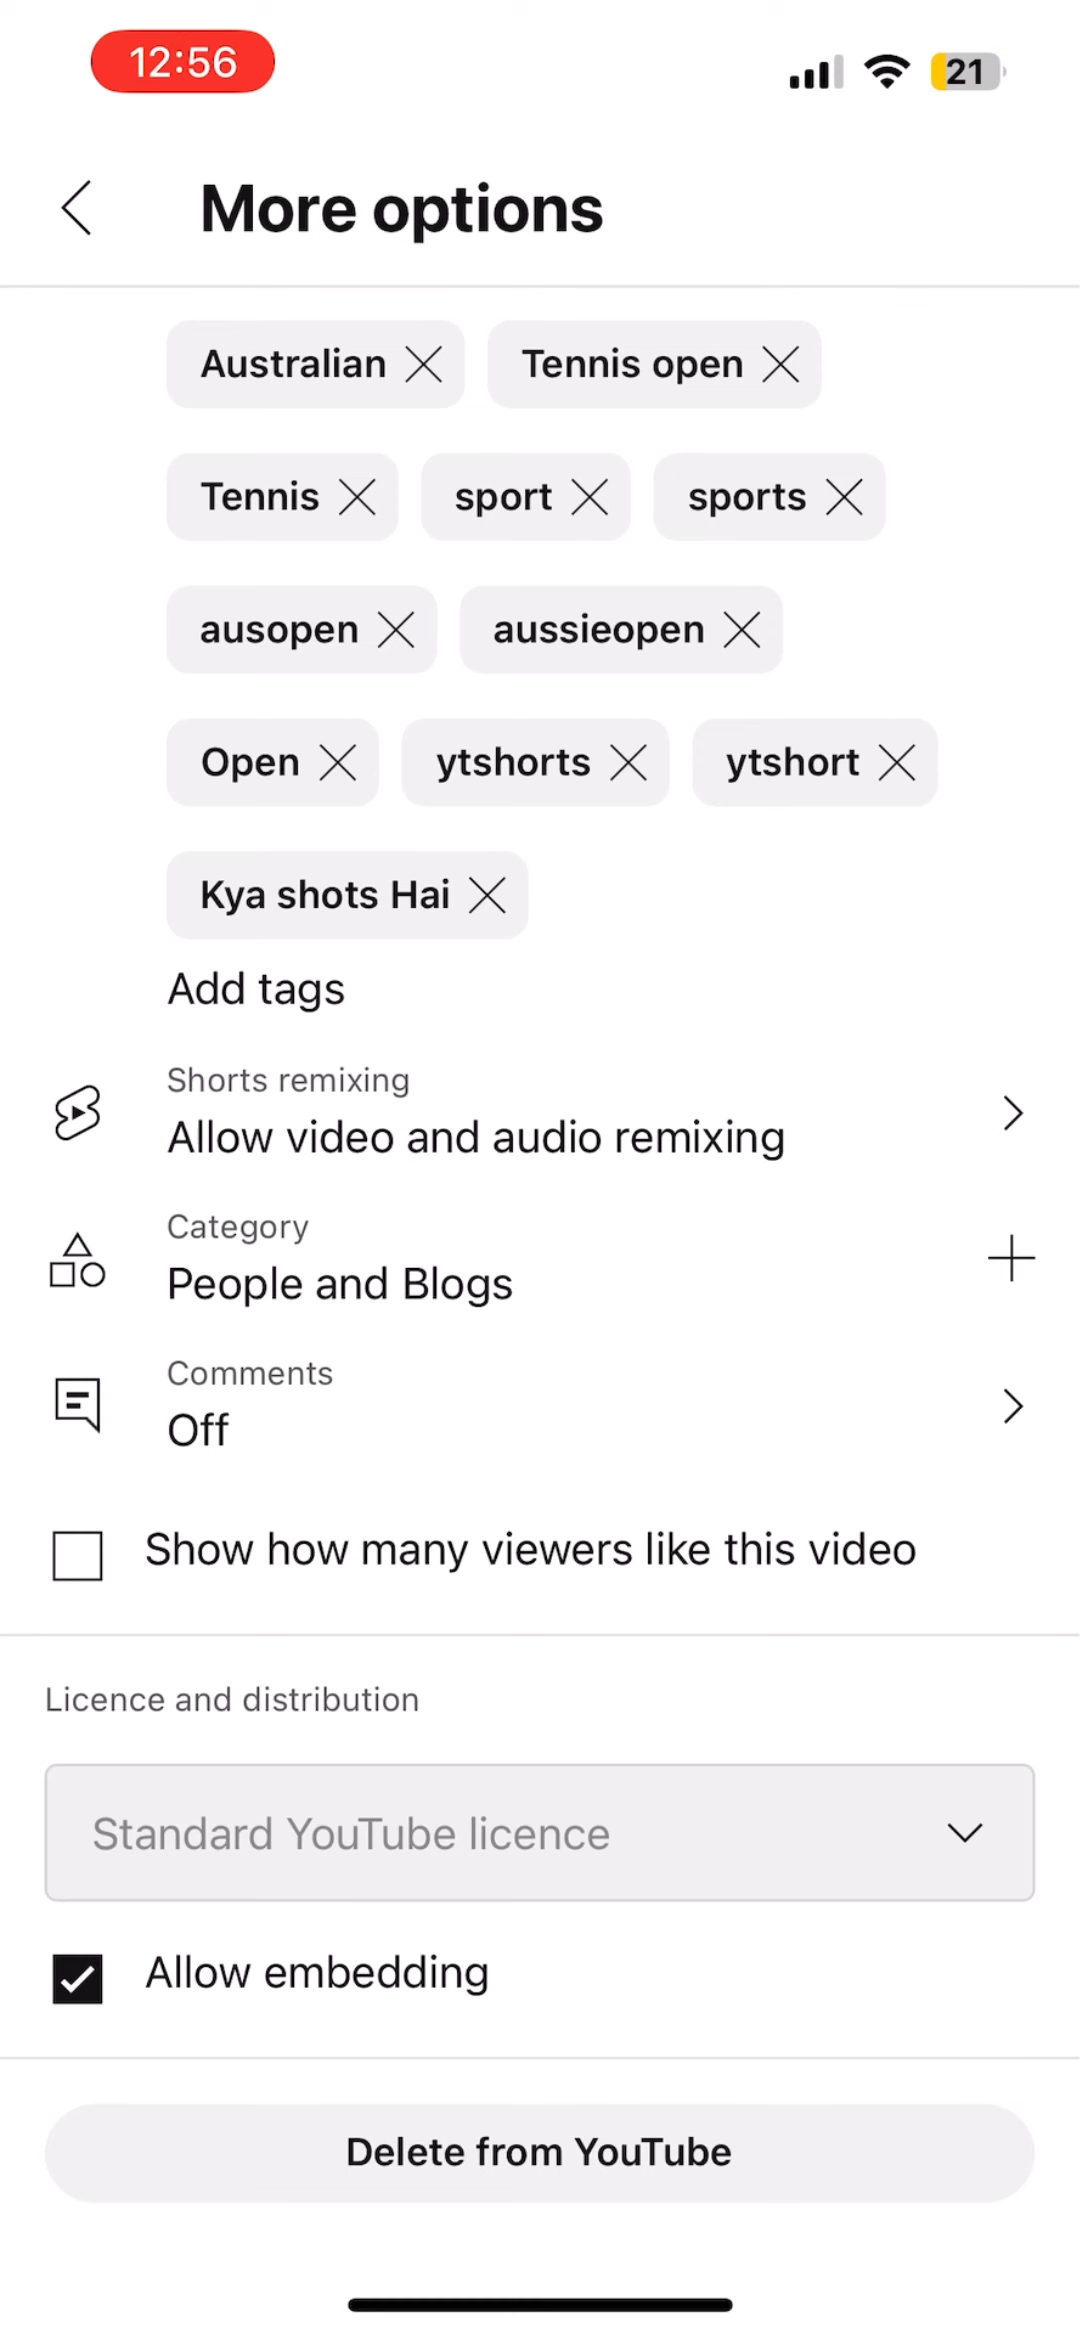 12:56
21
More options
Australian
Tennis open
Tennis
sport
sports
ausopen
aussieopen
Open
ytshorts
ytshort
Kya shots Hai
Add tags
Shorts remixing
Allow video and audio remixing
Category
People and Blogs
Comments
Off
Show how many viewers like this video
Licence and distribution
Standard YouTube licence
Allow embedding
Delete from YouTube